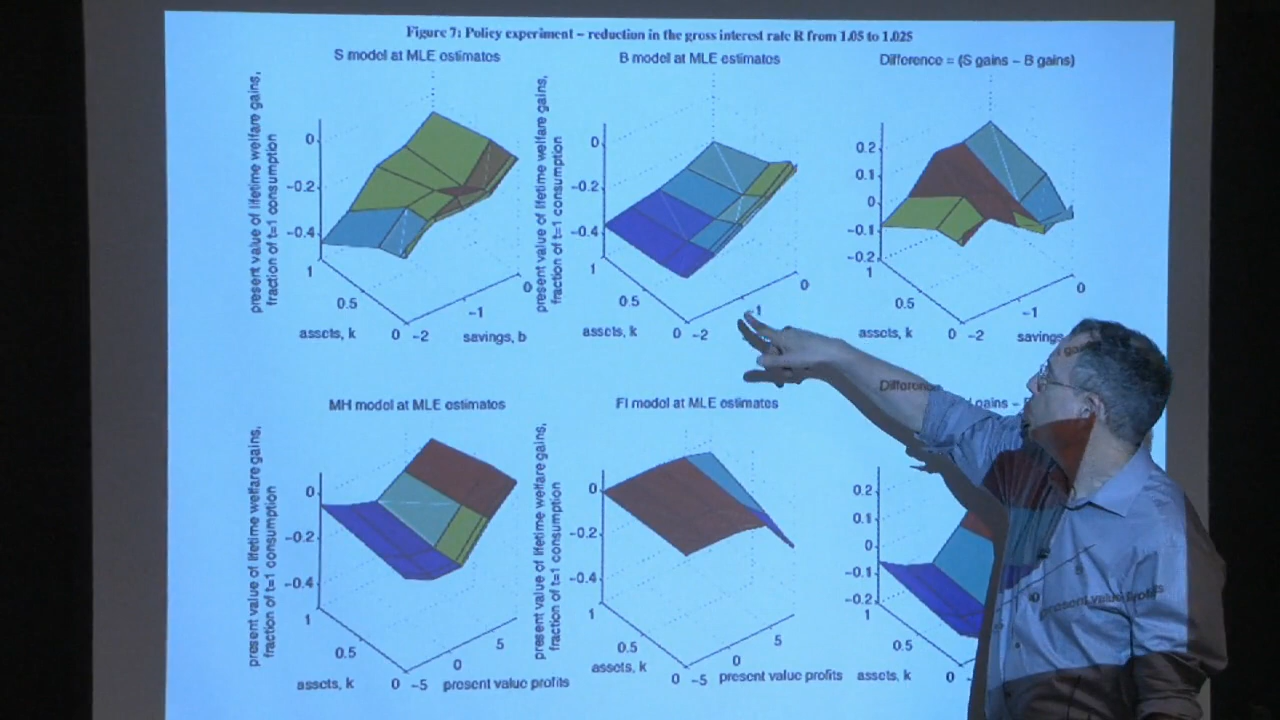 Figure 7: Policy experiment – reduction in the gross interest rate R from 1.05 to 1.025
S model at MLE estimates
B model at MLE estimates
Difference = (S gains – B gains)
present value of lifetime welfare gains,
fraction of t=1 consumption
0
−0.2
−0.4
1
0.5
0
assets, k
−2
−1
0
savings, b
present value of lifetime welfare gains,
fraction of t=1 consumption
0
−0.2
−0.4
1
0.5
0
assets, k
−2
−1
0
0.2
0.1
0
−0.1
−0.2
1
0.5
0
assets, k
−2
−1
0
savings
MH model at MLE estimates
FI model at MLE estimates
Difference
gains –
present value of lifetime welfare gains,
fraction of t=1 consumption
0
−0.2
−0.4
1
0.5
0
assets, k
−5
0
5
present value profits
present value of lifetime welfare gains,
fraction of t=1 consumption
0
−0.2
−0.4
1
0.5
0
assets, k
−5
0
5
present value profits
0.2
0.1
0
−0.1
−0.2
1
0.5
0
assets, k
5
0
present value profits